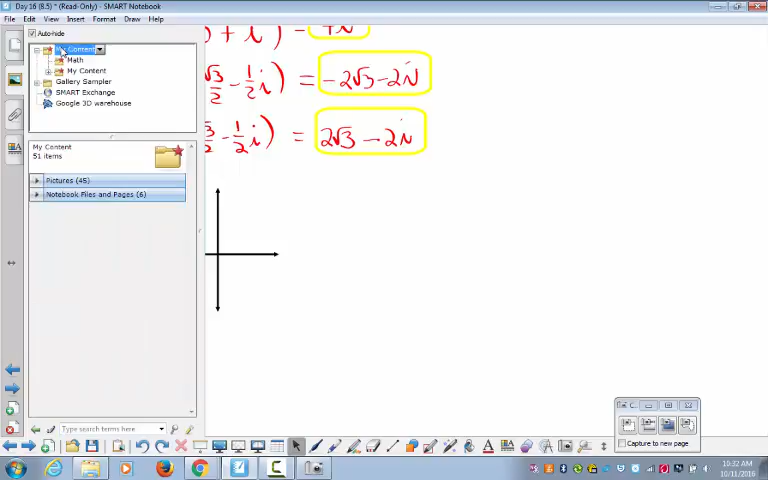 Day 16 (8.5) * (Read-Only) - SMART Notebook
File Edit View Insert Format Draw Help
Auto-hide
My Content
Math
My Content
Gallery Sampler
SMART Exchange
Google 3D warehouse
My Content
51 items
Pictures (45)
Notebook Files and Pages (6)
+ i) = 4i
√3/2 - 1/2 i) = -2√3 - 2i
√3/2 - 1/2 i) = 2√3 - 2i
Type search terms here
Capture to new page
10:32 AM
10/11/2016